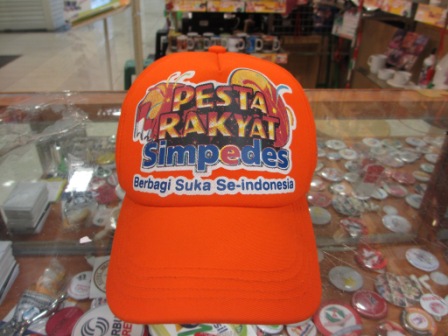 PESTA
RAKYAT
Simpedes
Berbagi Suka Se-indonesia